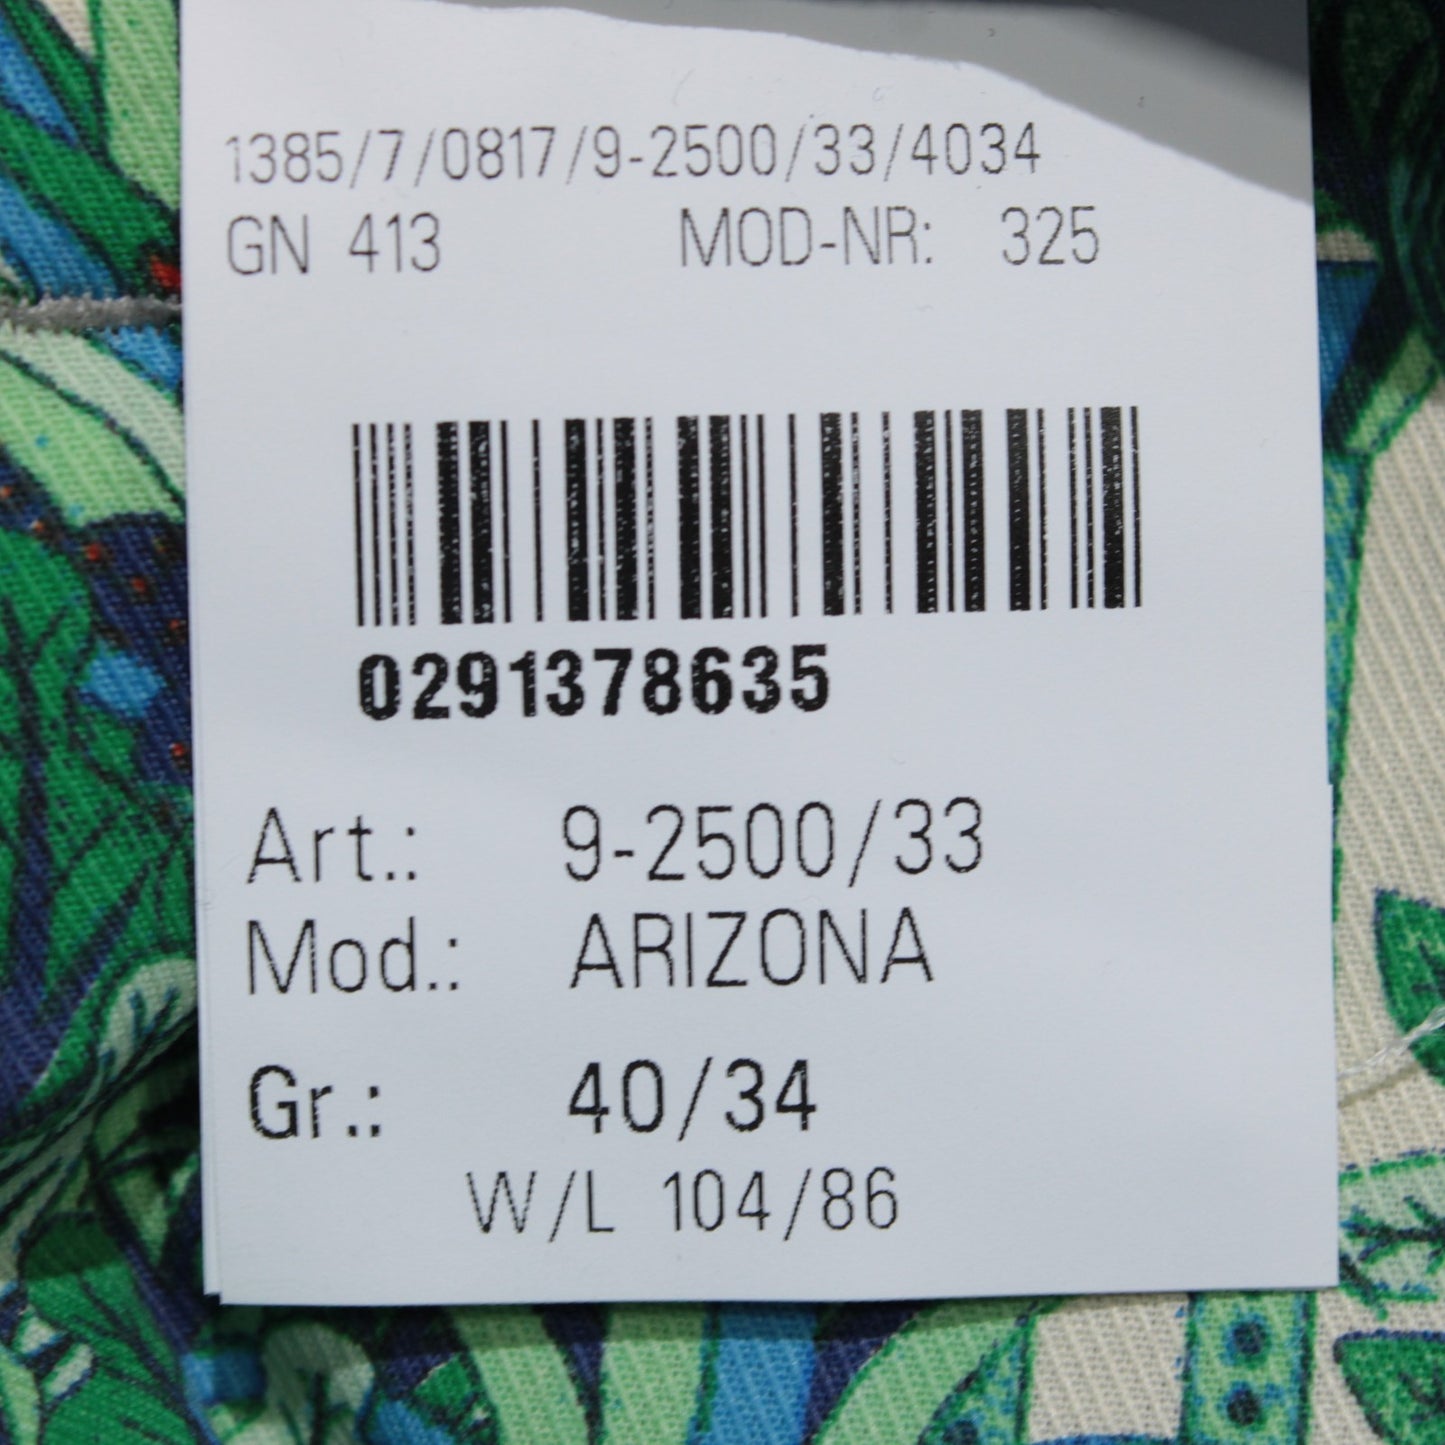 1385/7/0817/9-2500/33/4034
GN 413 MOD-NR: 325
0291378635
Art.: 9-2500/33
Mod.: ARIZONA
Gr.: 40/34
W/L 104/86